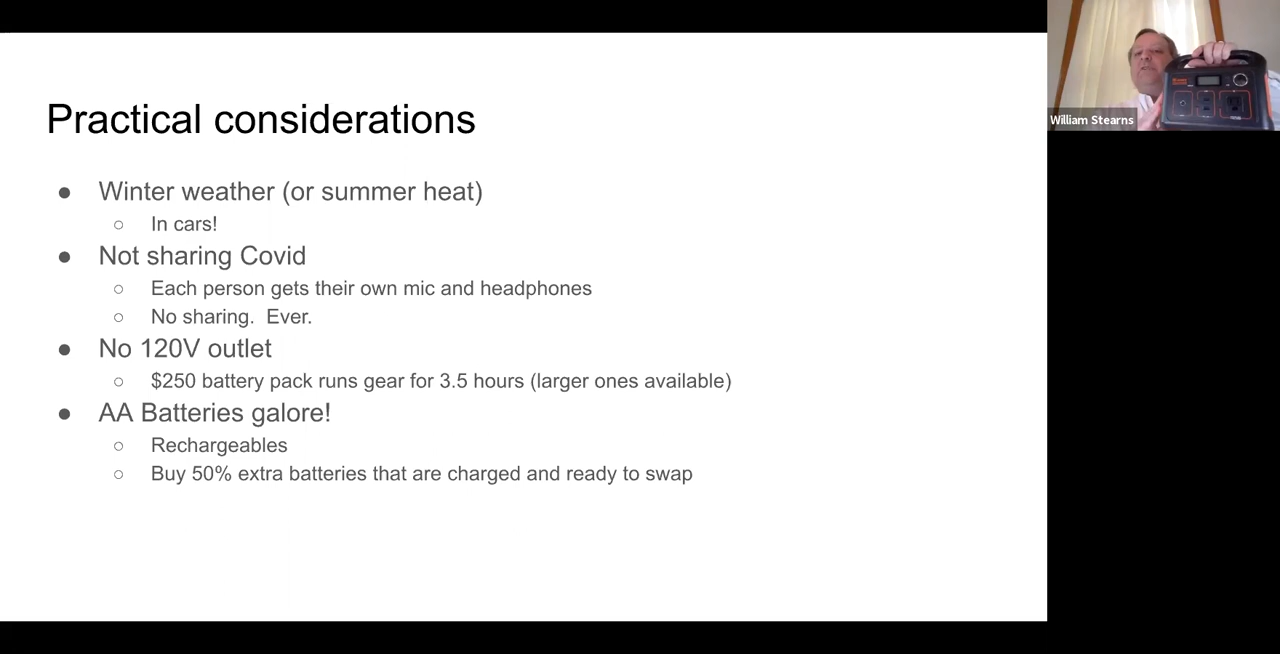 Practical considerations
● Winter weather (or summer heat)
○ In cars!
● Not sharing Covid
○ Each person gets their own mic and headphones
○ No sharing.  Ever.
● No 120V outlet
○ $250 battery pack runs gear for 3.5 hours (larger ones available)
● AA Batteries galore!
○ Rechargeables
○ Buy 50% extra batteries that are charged and ready to swap
William Stearns